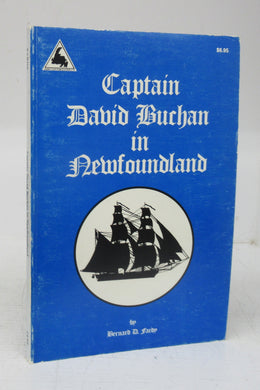 $6.95
Captain
David Buchan
in
Newfoundland
by
Bernard D. Fardy